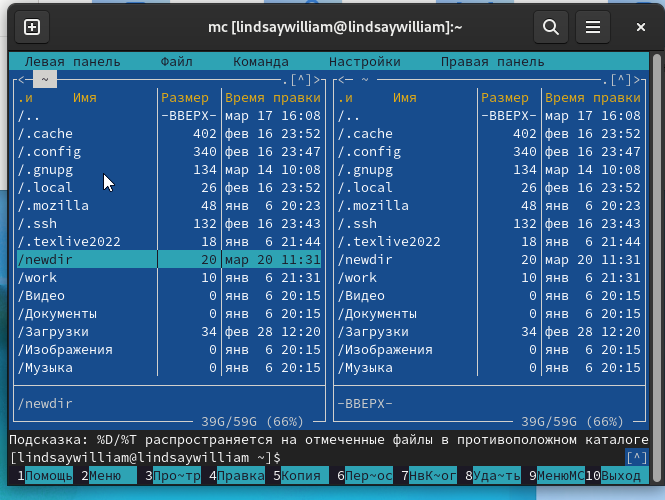 mc [lindsaywilliam@lindsaywilliam]:~
Левая панель Файл Команда Настройки Правая панель
<─ ~ .[^]> <─ ~ .[^]>
.и Имя Размер Время правки .и Имя Размер Время правки
/.. -ВВЕРХ- мар 17 16:08 /.. -ВВЕРХ- мар 17 16:08
/.cache 402 фев 16 23:52 /.cache 402 фев 16 23:52
/.config 340 фев 16 23:47 /.config 340 фев 16 23:47
/.gnupg 134 мар 14 10:08 /.gnupg 134 мар 14 10:08
/.local 26 фев 16 23:52 /.local 26 фев 16 23:52
/.mozilla 48 янв 6 20:23 /.mozilla 48 янв 6 20:23
/.ssh 132 фев 16 23:43 /.ssh 132 фев 16 23:43
/.texlive2022 18 янв 6 21:44 /.texlive2022 18 янв 6 21:44
/newdir 20 мар 20 11:31 /newdir 20 мар 20 11:31
/work 10 янв 6 21:31 /work 10 янв 6 21:31
/Видео 0 янв 6 20:15 /Видео 0 янв 6 20:15
/Документы 0 янв 6 20:15 /Документы 0 янв 6 20:15
/Загрузки 34 фев 28 12:20 /Загрузки 34 фев 28 12:20
/Изображения 0 янв 6 20:15 /Изображения 0 янв 6 20:15
/Музыка 0 янв 6 20:15 /Музыка 0 янв 6 20:15
/newdir -ВВЕРХ-
39G/59G (66%) 39G/59G (66%)
Подсказка: %D/%T распространяется на отмеченные файлы в противоположном каталоге
[lindsaywilliam@lindsaywilliam ~]$ [^]
1Помощь 2Меню 3Про~тр 4Правка 5Копия 6Пер~ос 7НвК~ог 8Уда~ть 9МенюMC 10Выход